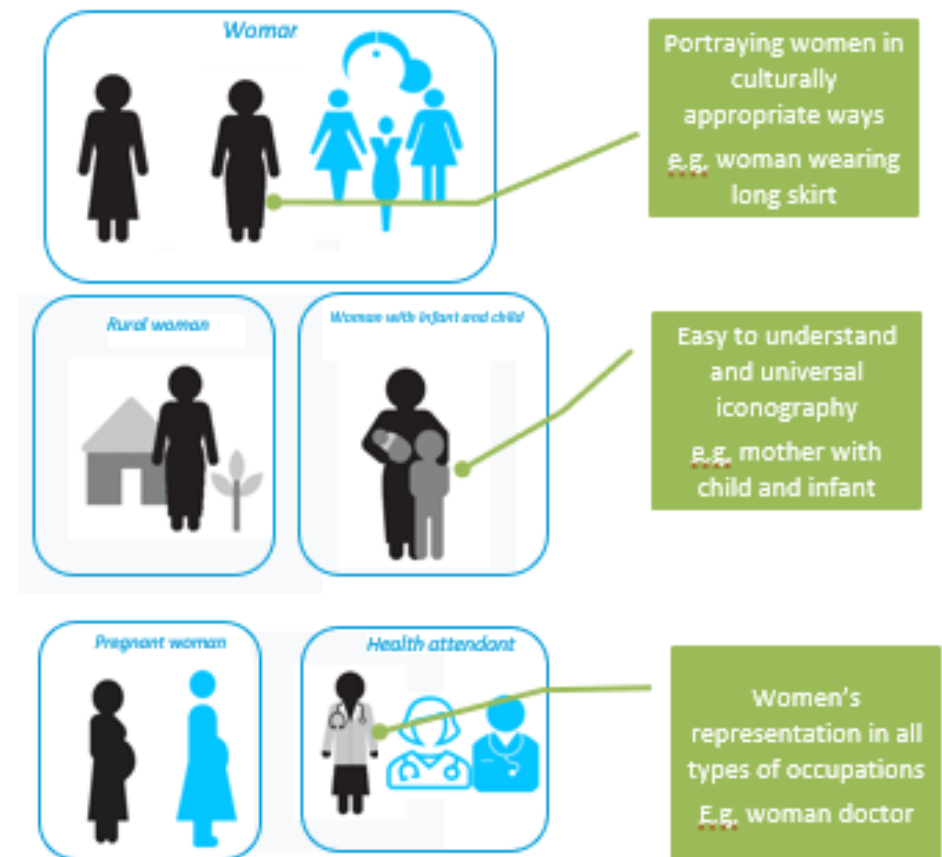 Womar
Portraying women in
culturally
appropriate ways
e.g. woman wearing
long skirt
Rural woman
Woman with infant and child
Easy to understand
and universal
iconography
e.g. mother with
child and infant
Pregnant woman
Health attendant
Women's
representation in all
types of occupations
E.g. woman doctor